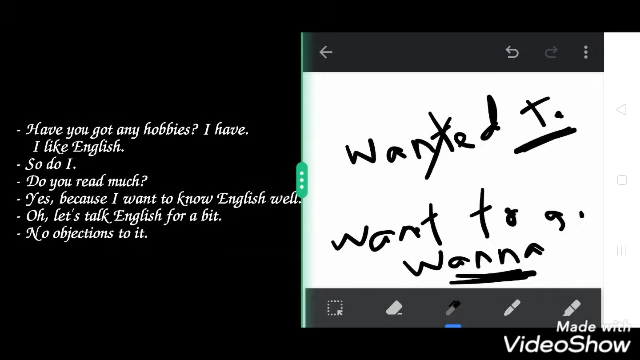 - Have you got any hobbies? I have.
I like English.
- So do I.
- Do you read much?
- Yes, because I want to know English well.
- Oh, let's talk English for a bit.
- No objections to it.
wanted t.
want to g.
wanna
Made with
VideoShow